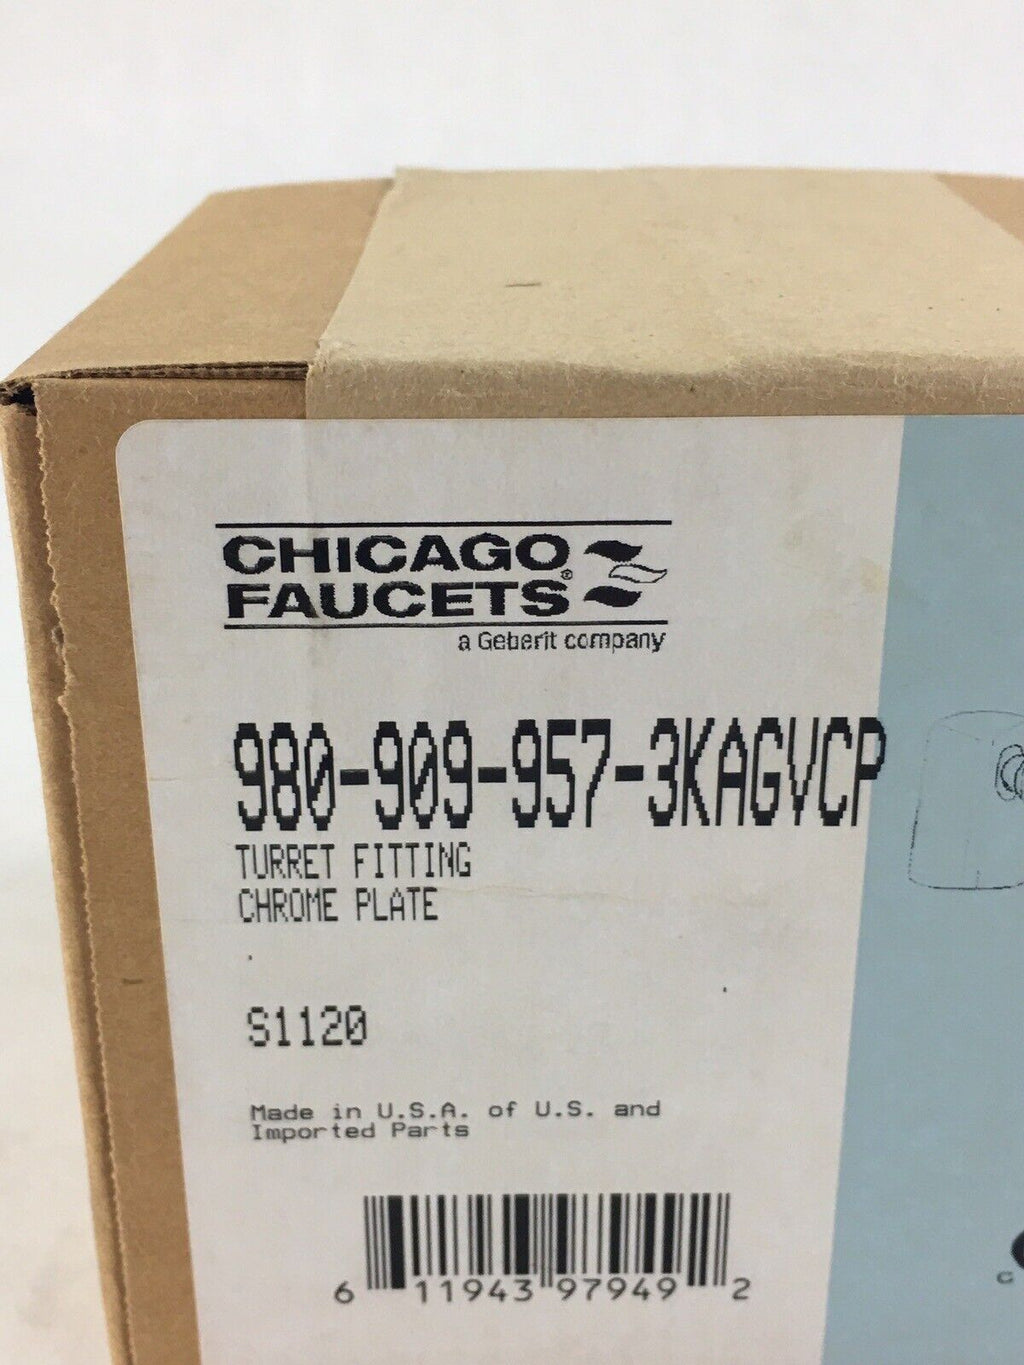 CHICAGO
FAUCETS®
a Geberit company
980-909-957-3KAGVCP
TURRET FITTING
CHROME PLATE
S1120
Made in U.S.A. of U.S. and
Imported Parts
6 11943 97949 2
C